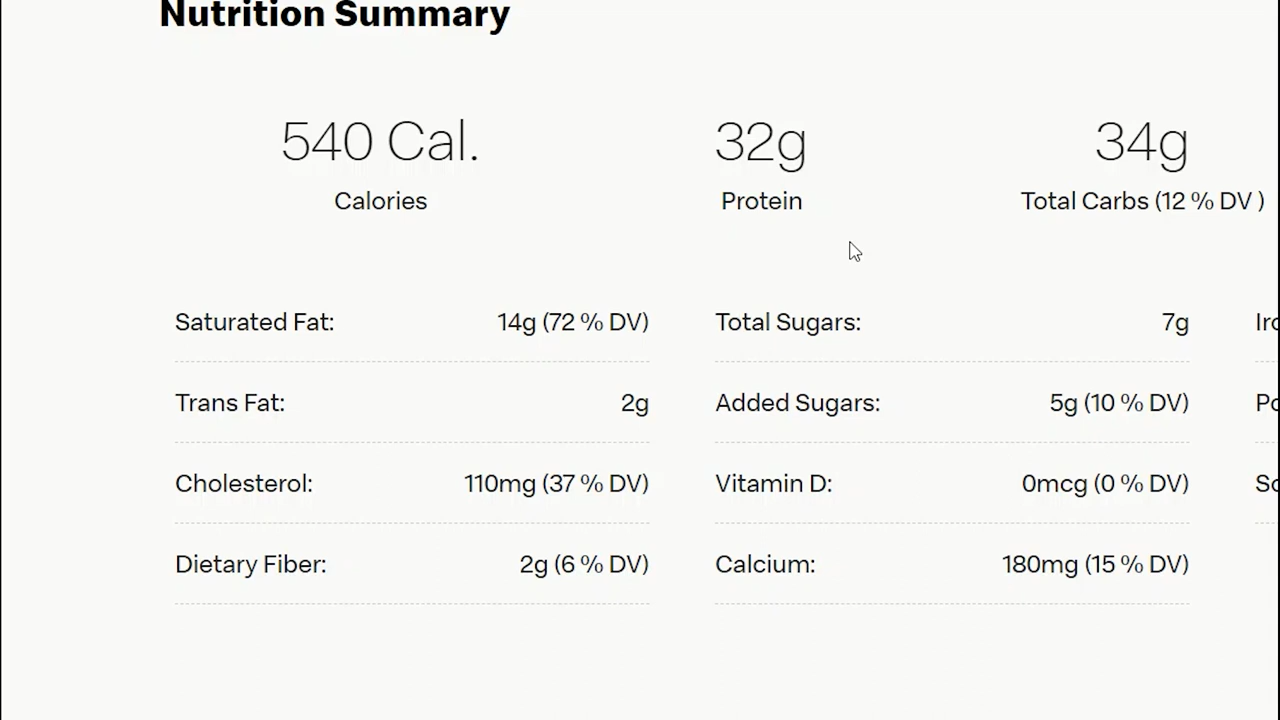 Nutrition Summary
540 Cal.
32g
34g
Calories
Protein
Total Carbs (12 % DV )
Saturated Fat: 14g (72 % DV)
Total Sugars: 7g
Trans Fat: 2g
Added Sugars: 5g (10 % DV)
Cholesterol: 110mg (37 % DV)
Vitamin D: 0mcg (0 % DV)
Dietary Fiber: 2g (6 % DV)
Calcium: 180mg (15 % DV)